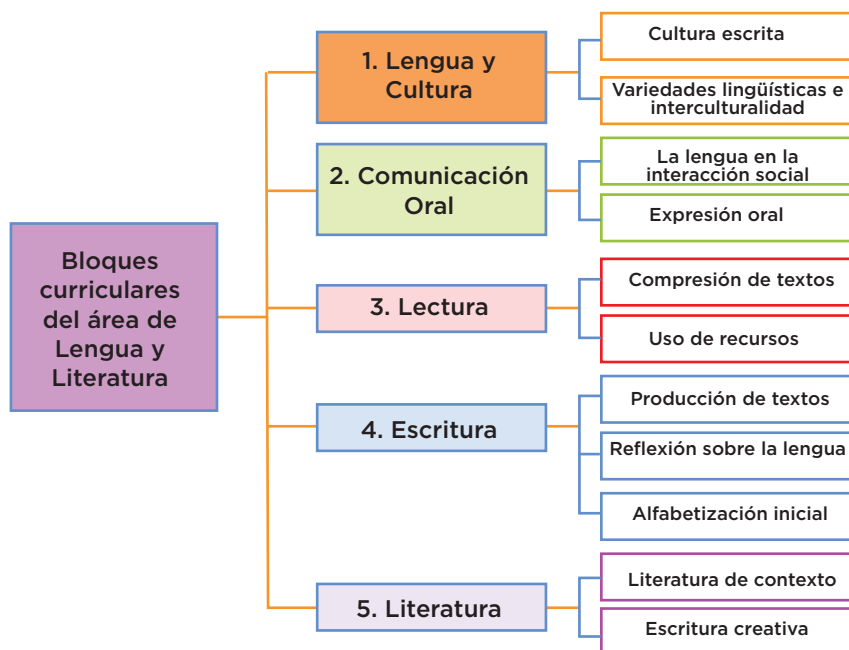 Bloques
curriculares
del área de
Lengua y
Literatura
1. Lengua y
Cultura
Cultura escrita
Variedades lingüísticas e
interculturalidad
2. Comunicación
Oral
La lengua en la
interacción social
Expresión oral
3. Lectura
Compresión de textos
Uso de recursos
4. Escritura
Producción de textos
Reflexión sobre la lengua
Alfabetización inicial
5. Literatura
Literatura de contexto
Escritura creativa